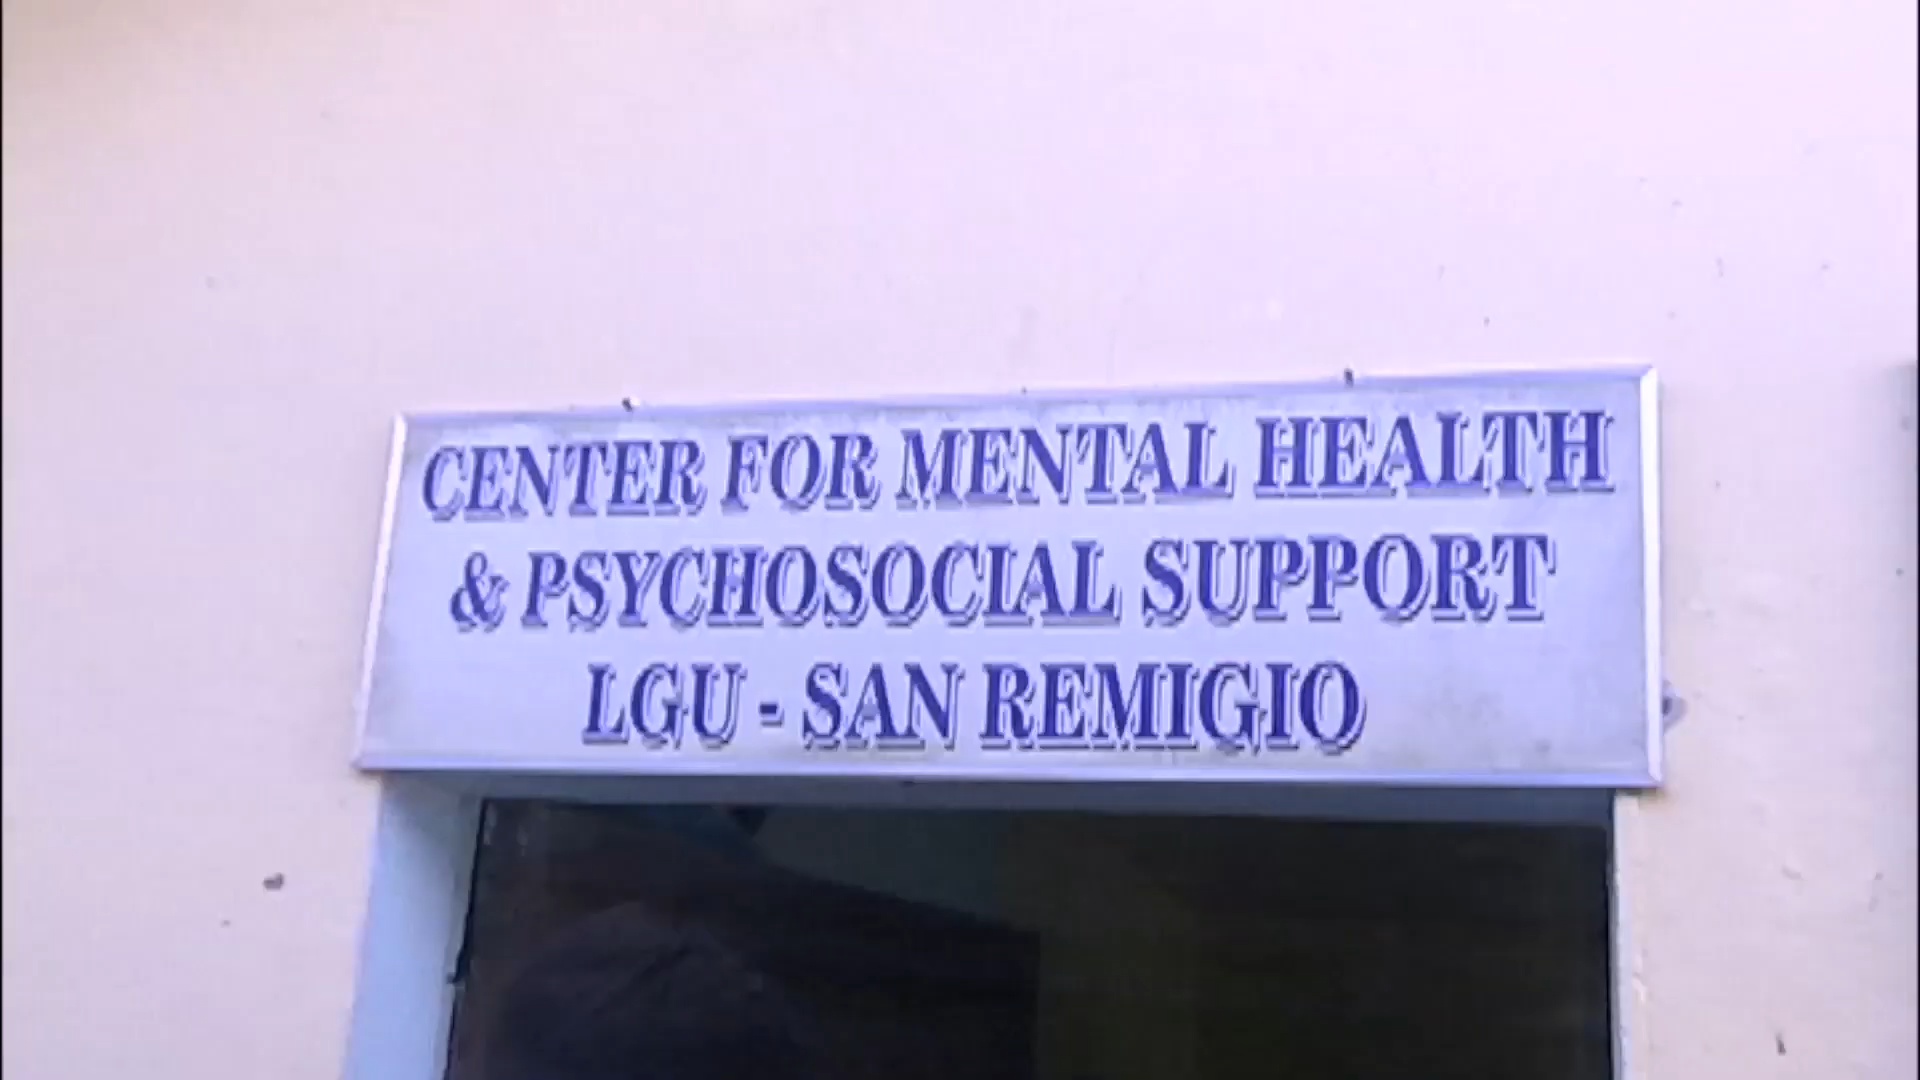 CENTER FOR MENTAL HEALTH
& PSYCHOSOCIAL SUPPORT
LGU - SAN REMIGIO